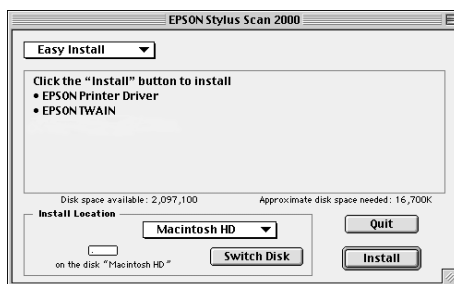 EPSON Stylus Scan 2000
Easy Install
Click the “Install” button to install
• EPSON Printer Driver
• EPSON TWAIN
Disk space available: 2,097,100 Approximate disk space needed: 16,700K
Install Location
Macintosh HD
on the disk “Macintosh HD”
Switch Disk
Quit
Install